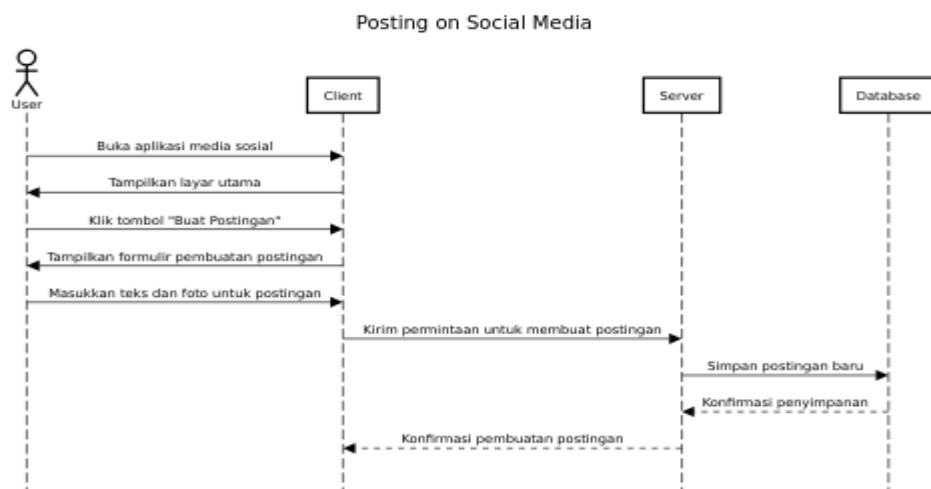 Posting on Social Media
User
Client
Server
Database
Buka aplikasi media sosial
Tampilkan layar utama
Klik tombol "Buat Postingan"
Tampilkan formulir pembuatan postingan
Masukkan teks dan foto untuk postingan
Kirim permintaan untuk membuat postingan
Simpan postingan baru
Konfirmasi penyimpanan
Konfirmasi pembuatan postingan